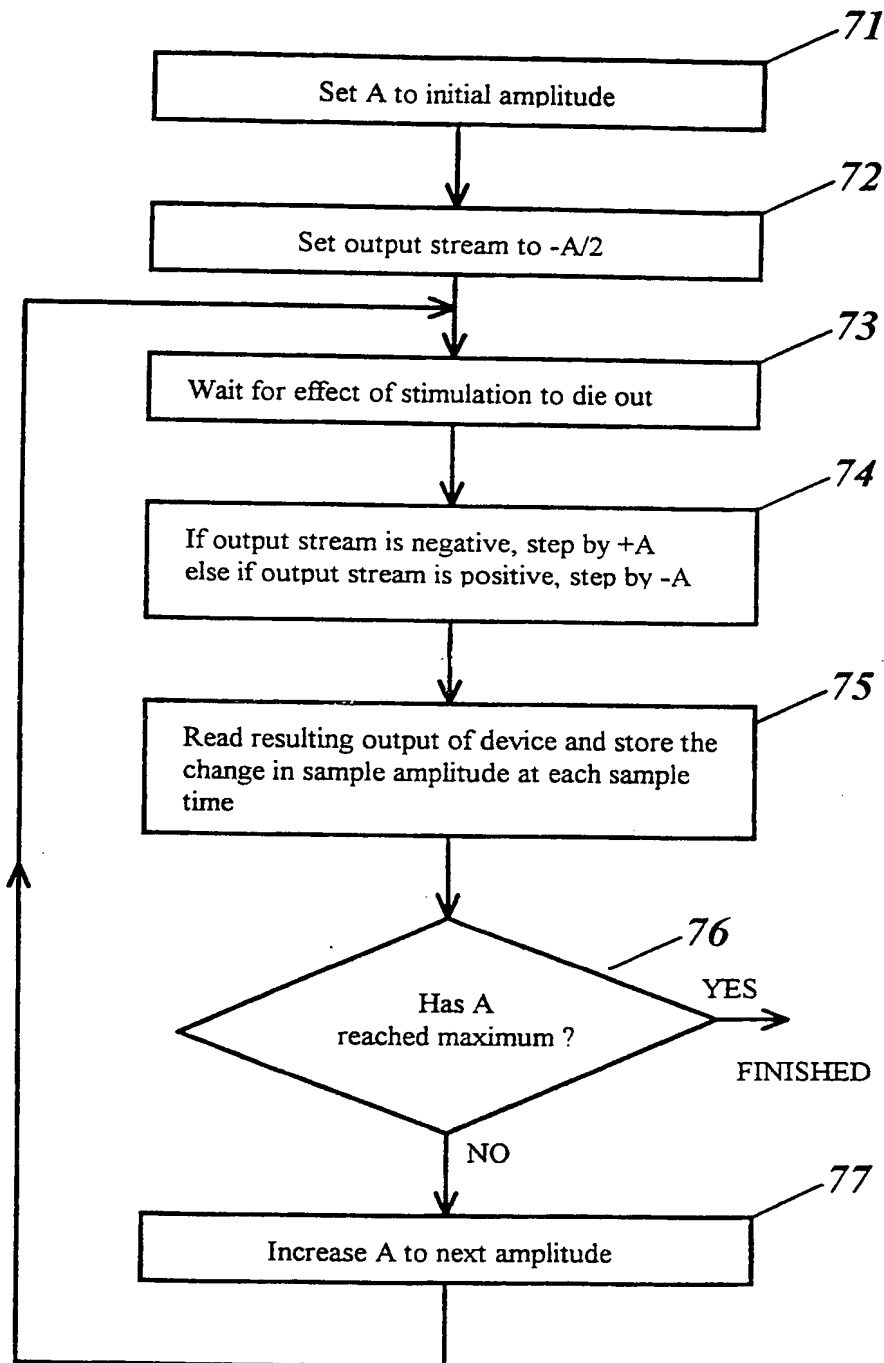 71
Set A to initial amplitude
72
Set output stream to -A/2
73
Wait for effect of stimulation to die out
74
If output stream is negative, step by +A
else if output stream is positive, step by -A
75
Read resulting output of device and store the
change in sample amplitude at each sample
time
76
Has A
reached maximum ?
YES
FINISHED
NO
77
Increase A to next amplitude